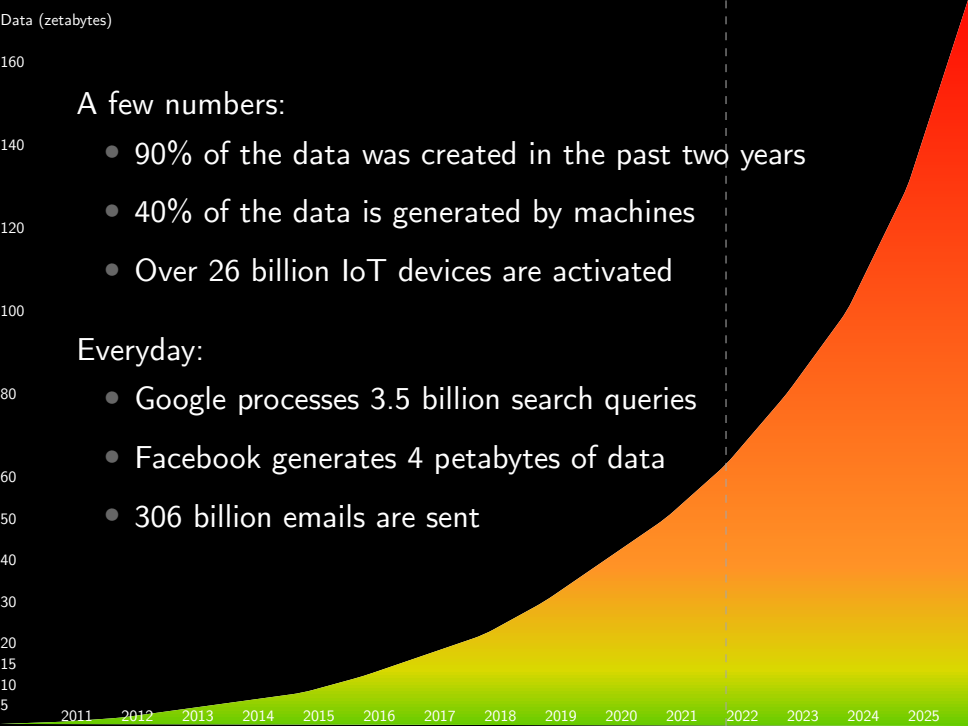 Data (zetabytes)
160
A few numbers:
140
90% of the data was created in the past two years
40% of the data is generated by machines
120
Over 26 billion IoT devices are activated
100
Everyday:
80
Google processes 3.5 billion search queries
Facebook generates 4 petabytes of data
60
306 billion emails are sent
50
40
30
20
15
10
5
2011 2012 2013 2014 2015 2016 2017 2018 2019 2020 2021 2022 2023 2024 2025